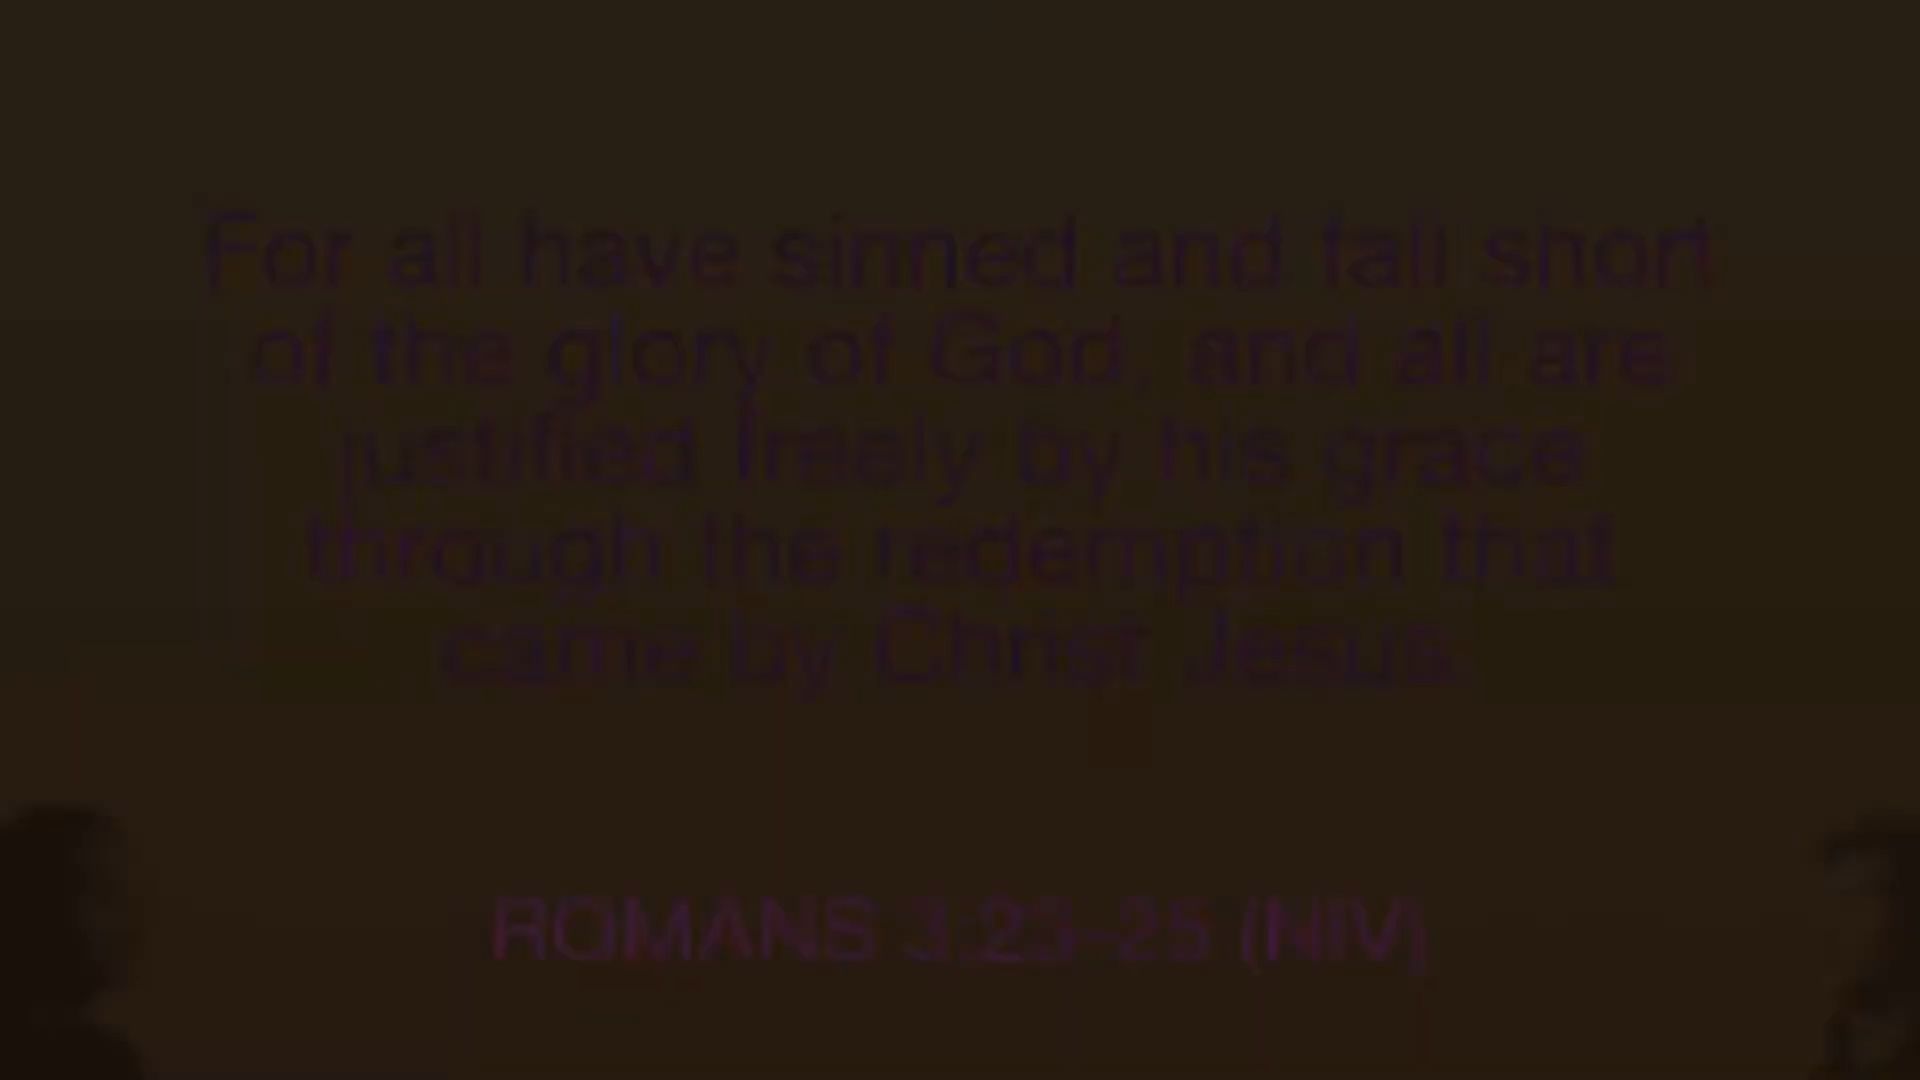 For all have sinned and fall short
of the glory of God, and all are
justified freely by his grace
through the redemption that
came by Christ Jesus.
ROMANS 3:23–25 (NIV)